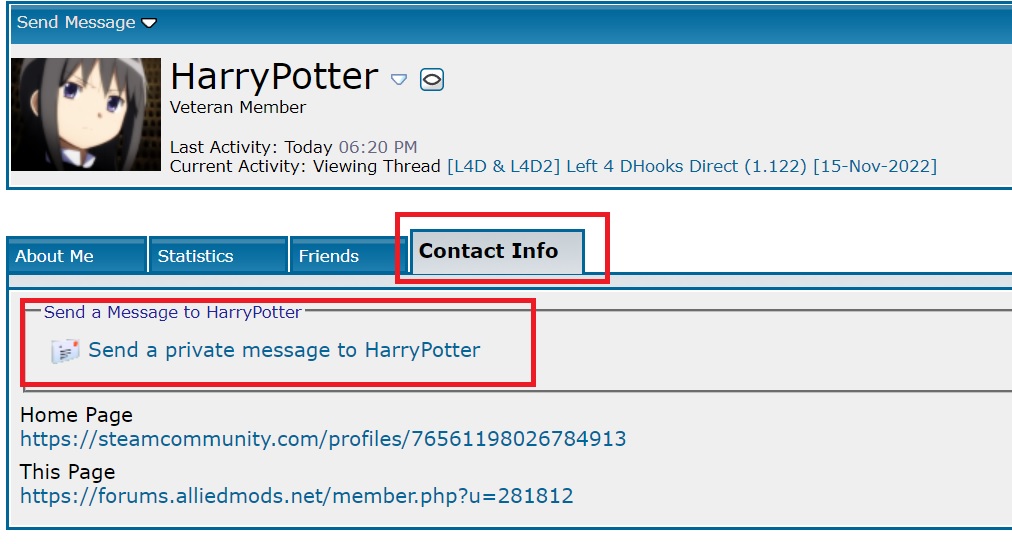 Send Message
HarryPotter
Veteran Member
Last Activity: Today 06:20 PM
Current Activity: Viewing Thread [L4D & L4D2] Left 4 DHooks Direct (1.122) [15-Nov-2022]
About Me Statistics Friends Contact Info
Send a Message to HarryPotter
Send a private message to HarryPotter
Home Page
https://steamcommunity.com/profiles/76561198026784913
This Page
https://forums.alliedmods.net/member.php?u=281812